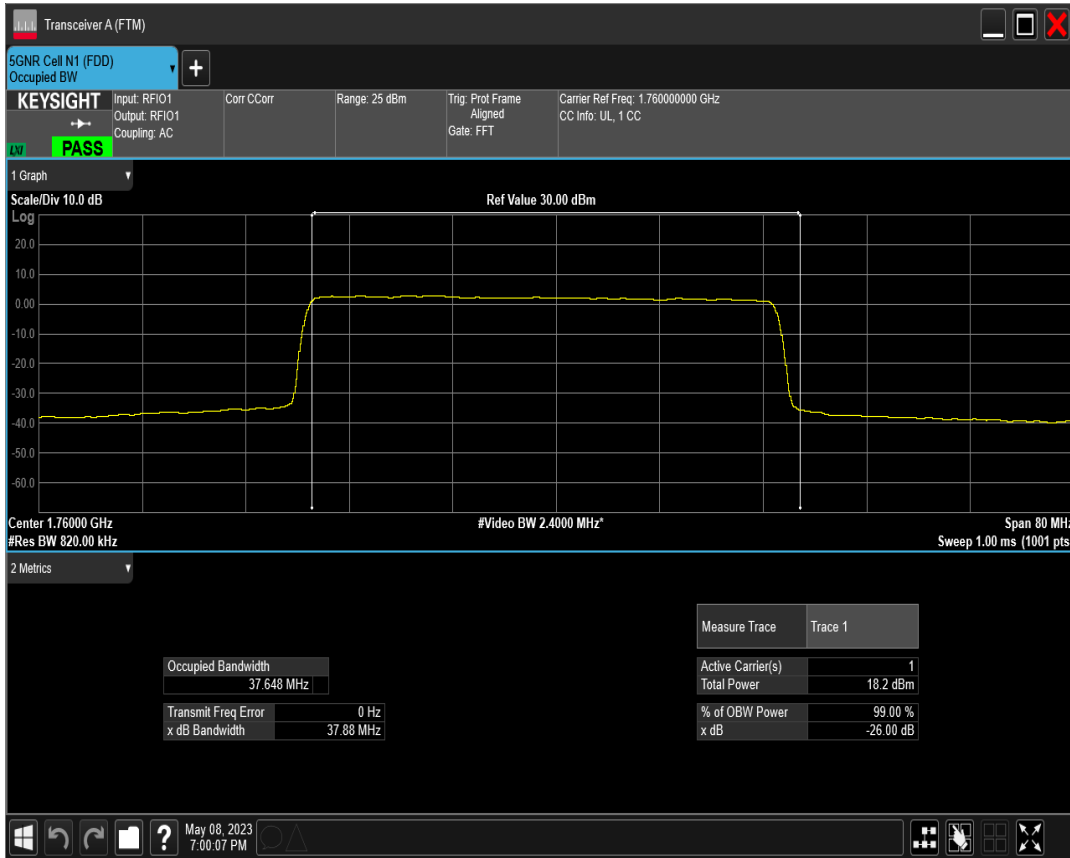 Transceiver A (FTM)
5GNR Cell N1 (FDD)
Occupied BW
+
KEYSIGHT
LXI
PASS
Input: RFIO1
Output: RFIO1
Coupling: AC
Corr CCorr
Range: 25 dBm
Trig: Prot Frame
Aligned
Gate: FFT
Carrier Ref Freq: 1.760000000 GHz
CC Info: UL, 1 CC
1 Graph
Scale/Div 10.0 dB
Ref Value 30.00 dBm
Log
20.0
10.0
0.00
-10.0
-20.0
-30.0
-40.0
-50.0
-60.0
Center 1.76000 GHz
#Video BW 2.4000 MHz*
Span 80 MHz
#Res BW 820.00 kHz
Sweep 1.00 ms (1001 pts
2 Metrics
Measure Trace Trace 1
Occupied Bandwidth
37.648 MHz
Active Carrier(s) 1
Total Power 18.2 dBm
Transmit Freq Error 0 Hz
x dB Bandwidth 37.88 MHz
% of OBW Power 99.00 %
x dB -26.00 dB
?
May 08, 2023
7:00:07 PM